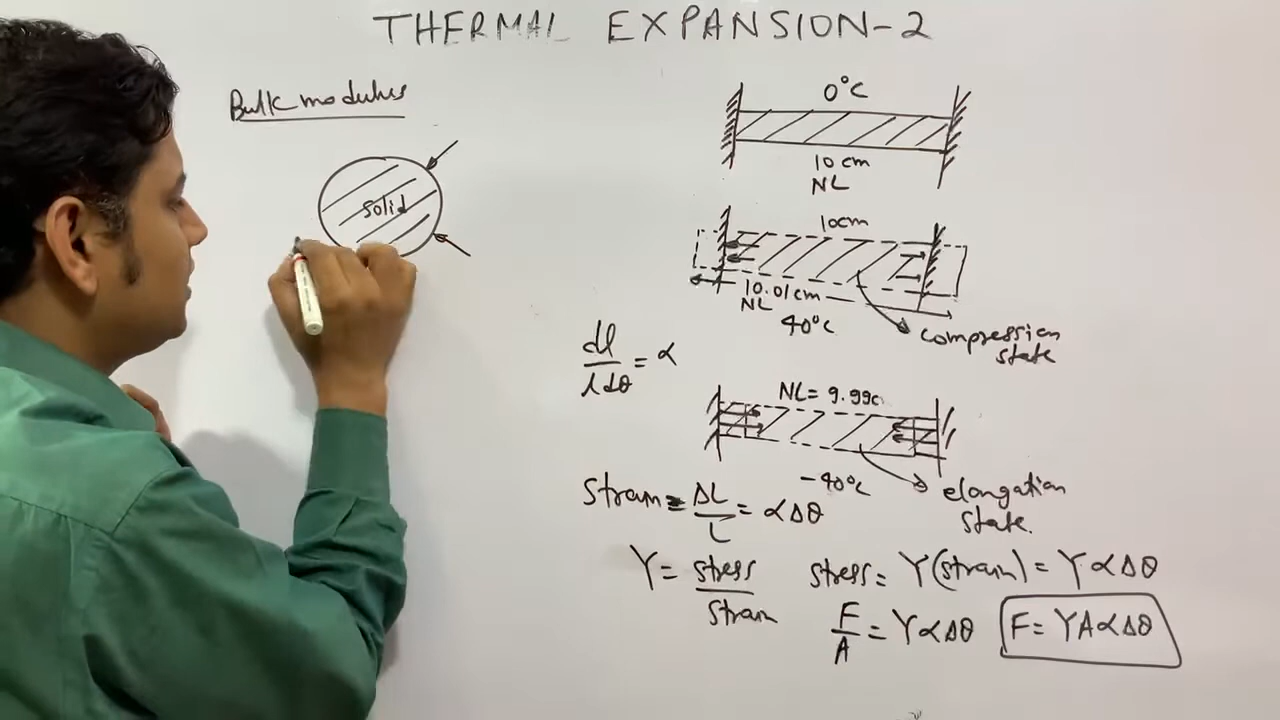 THERMAL EXPANSION-2
Bulk modulus
solid
0°C
10 cm
NL
10cm
10.01cm
NL
40°C
compression
state
dl
/ldθ = α
NL = 9.99c
-40°C
elongation
state.
Strain = ΔL/L = αΔθ
Y = stress/strain
stress = Y(strain) = YαΔθ
F/A = YαΔθ
F = YAαΔθ